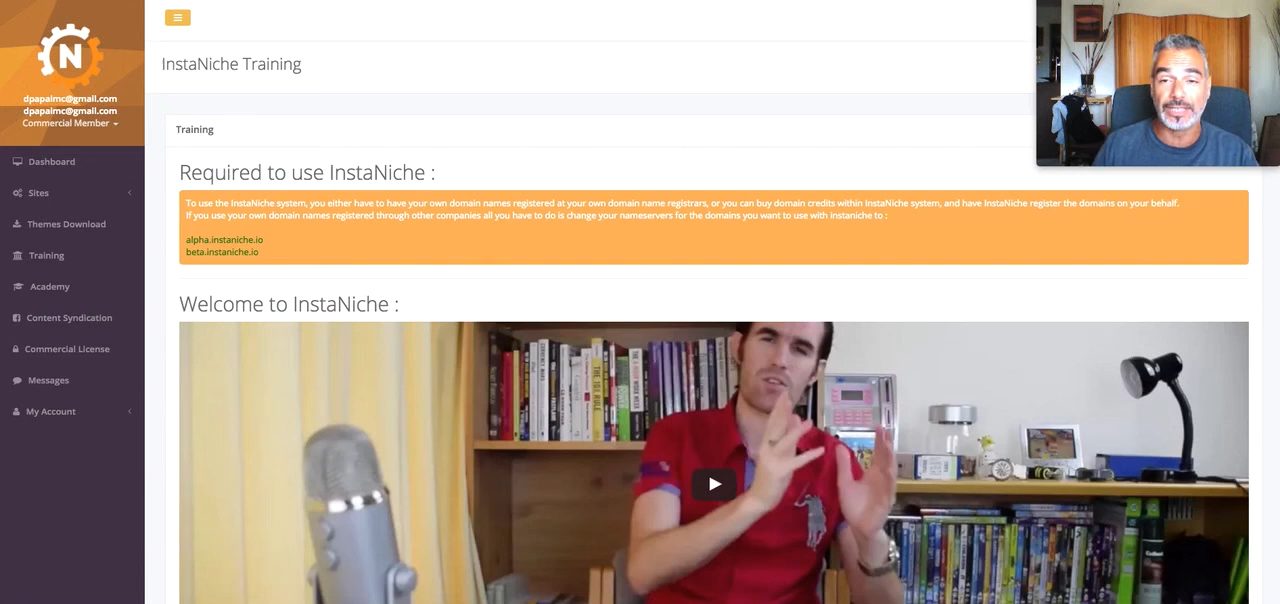 N
dpapaimc@gmail.com
dpapaimc@gmail.com
Commercial Member
Dashboard
Sites
Themes Download
Training
Academy
Content Syndication
Commercial License
Messages
My Account
InstaNiche Training
Training
Required to use InstaNiche :
To use the InstaNiche system, you either have to have your own domain names registered at your own domain name registrars, or you can buy domain credits within InstaNiche system, and have InstaNiche register the domains on your behalf.
If you use your own domain names registered through other companies all you have to do is change your nameservers for the domains you want to use with instaniche to :
alpha.instaniche.io
beta.instaniche.io
Welcome to InstaNiche :